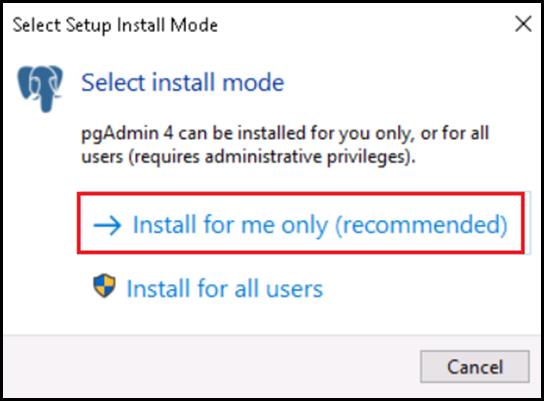 Select Setup Install Mode
Select install mode
pgAdmin 4 can be installed for you only, or for all
users (requires administrative privileges).
Install for me only (recommended)
Install for all users
Cancel